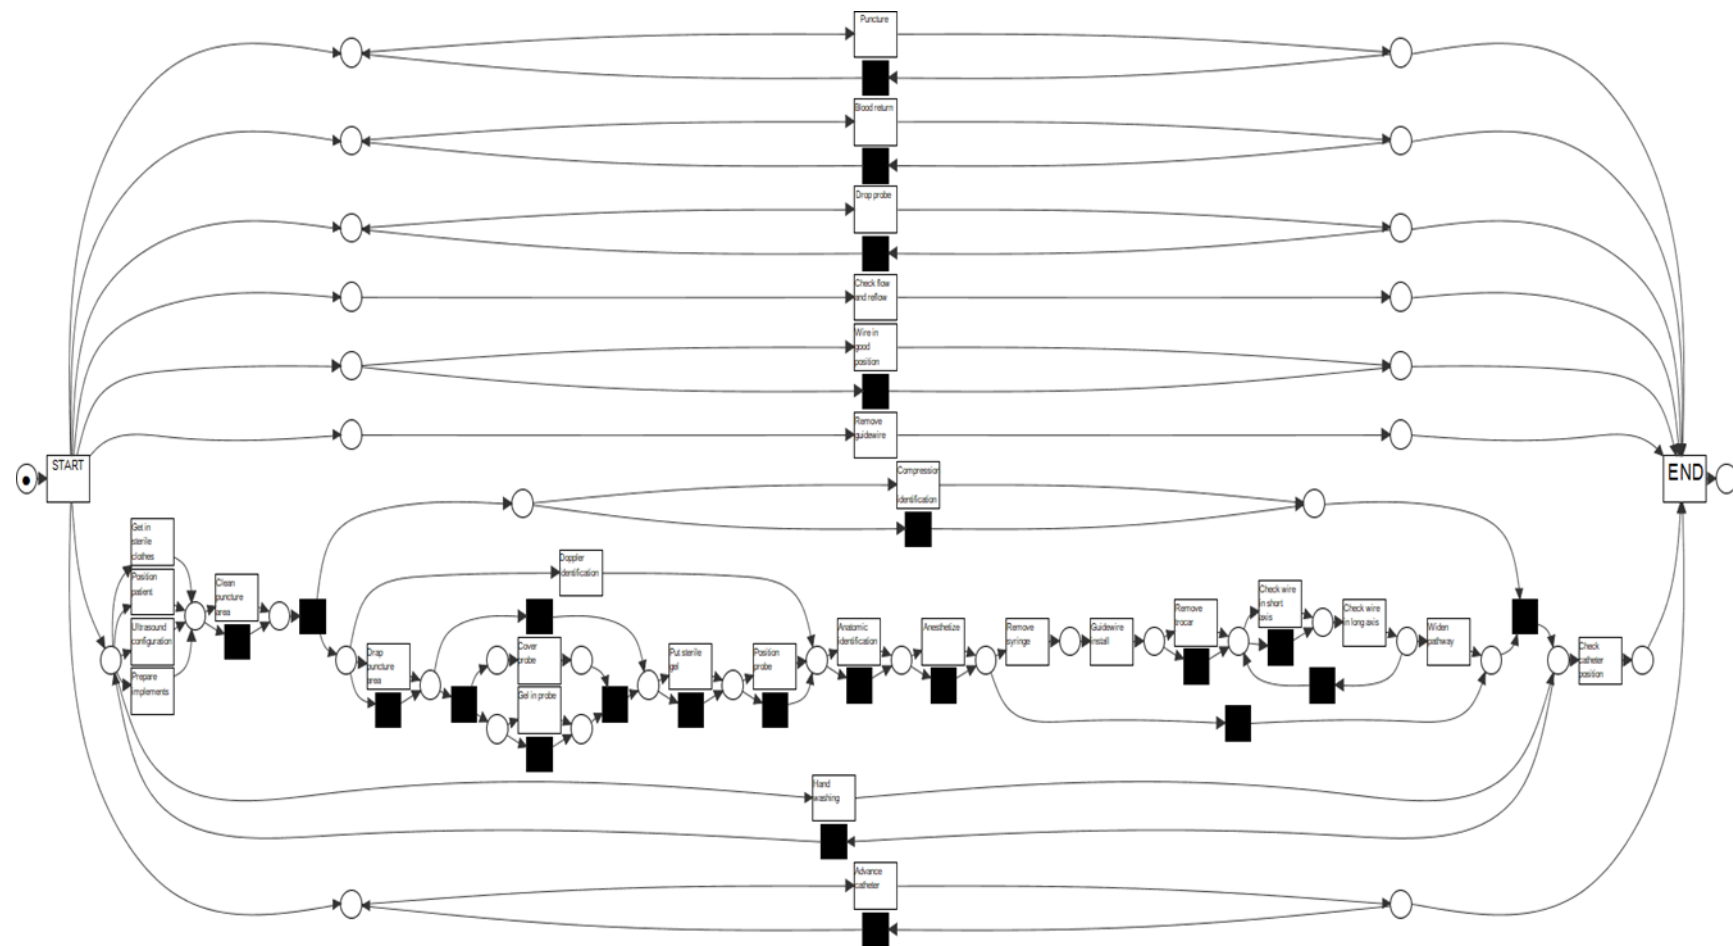 Puncture
Blood return
Drop probe
Check flow
and reflow
Wire in
good
position
Remove
guidewire
START
END
Compression
identification
Get in
sterile
clothes
Position
patient
Ultrasound
configuration
Prepare
implements
Clean
puncture
area
Doppler
identification
Drap
puncture
area
Cover
probe
Gel in probe
Put sterile
gel
Position
probe
Anatomic
identification
Anesthetize
Remove
syringe
Guidewire
install
Remove
trocar
Check wire
in short
axis
Check wire
in long axis
Widen
pathway
Check
catheter
position
Hand
washing
Advance
catheter